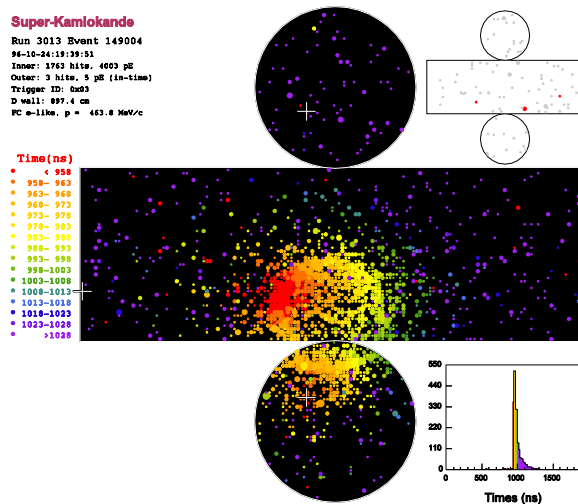 Super-Kamiokande
Run 3013 Event 149004
96-10-24:19:39:51
Inner: 1763 hits, 4003 pE
Outer: 3 hits, 5 pE (in-time)
Trigger ID: 0x03
D wall: 897.4 cm
FC e-like, p = 463.8 MeV/c
Time(ns)
< 958
958- 963
963- 968
968- 973
973- 978
978- 983
983- 988
988- 993
993- 998
998-1003
1003-1008
1008-1013
1013-1018
1018-1023
1023-1028
>1028
550
440
330
220
110
0
0 500 1000 1500
Times (ns)